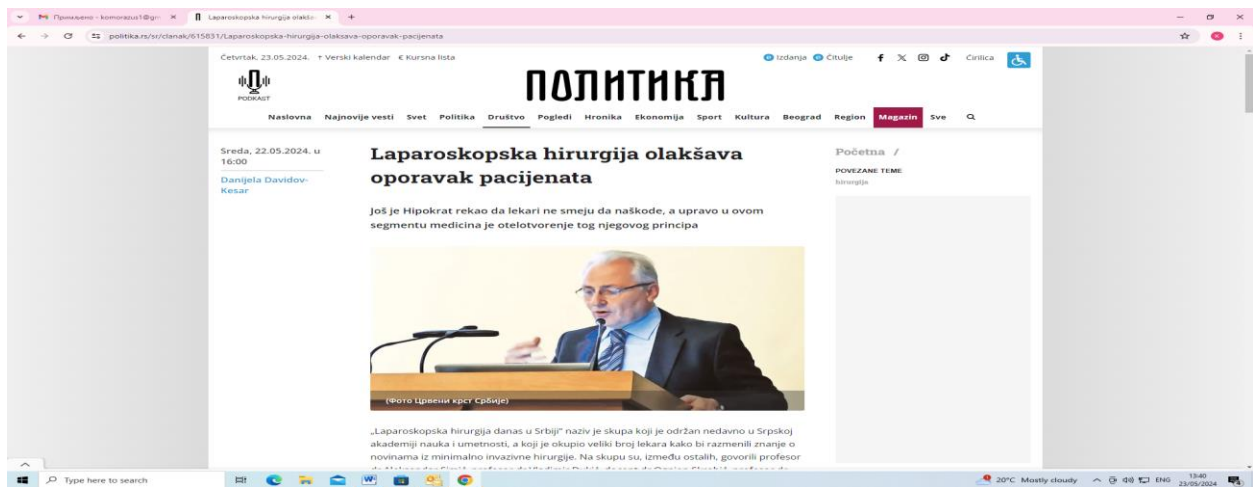 Примљено - komorazus1@gm
Laparoskopska hirurgija olakša
politika.rs/sr/clanak/615831/Laparoskopska-hirurgija-olaksava-oporavak-pacijenata
Četvrtak, 23.05.2024. † Verski kalendar € Kursna lista
Izdanja Čitulje Ćirilica
PODKAST
ПОЛИТИКА
Naslovna Najnovije vesti Svet Politika Društvo Pogledi Hronika Ekonomija Sport Kultura Beograd Region Magazin Sve
Sreda, 22.05.2024. u
16:00
Danijela Davidov-
Kesar
Laparoskopska hirurgija olakšava
oporavak pacijenata
Još je Hipokrat rekao da lekari ne smeju da naškode, a upravo u ovom
segmentu medicina je otelotvorenje tog njegovog principa
(Фото Црвени крст Србије)
„Laparoskopska hirurgija danas u Srbiji” naziv je skupa koji je održan nedavno u Srpskoj
akademiji nauka i umetnosti, a koji je okupio veliki broj lekara kako bi razmenili znanje o
novinama iz minimalno invazivne hirurgije. Na skupu su, između ostalih, govorili profesor
Početna /
POVEZANE TEME
hirurgija
Type here to search
20°C Mostly cloudy ENG
13:40
23/05/2024